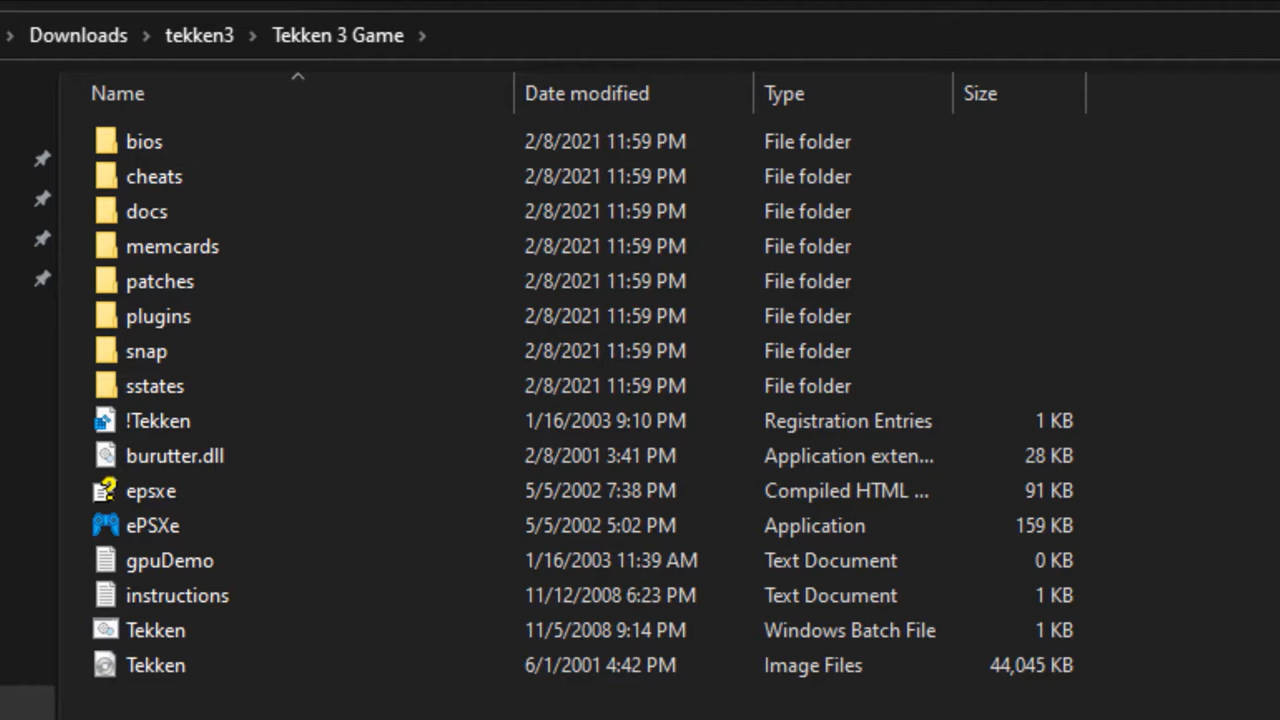 Downloads > tekken3 > Tekken 3 Game >
Name Date modified Type Size
bios 2/8/2021 11:59 PM File folder
cheats 2/8/2021 11:59 PM File folder
docs 2/8/2021 11:59 PM File folder
memcards 2/8/2021 11:59 PM File folder
patches 2/8/2021 11:59 PM File folder
plugins 2/8/2021 11:59 PM File folder
snap 2/8/2021 11:59 PM File folder
sstates 2/8/2021 11:59 PM File folder
!Tekken 1/16/2003 9:10 PM Registration Entries 1 KB
burutter.dll 2/8/2001 3:41 PM Application exten... 28 KB
epsxe 5/5/2002 7:38 PM Compiled HTML ... 91 KB
ePSXe 5/5/2002 5:02 PM Application 159 KB
gpuDemo 1/16/2003 11:39 AM Text Document 0 KB
instructions 11/12/2008 6:23 PM Text Document 1 KB
Tekken 11/5/2008 9:14 PM Windows Batch File 1 KB
Tekken 6/1/2001 4:42 PM Image Files 44,045 KB